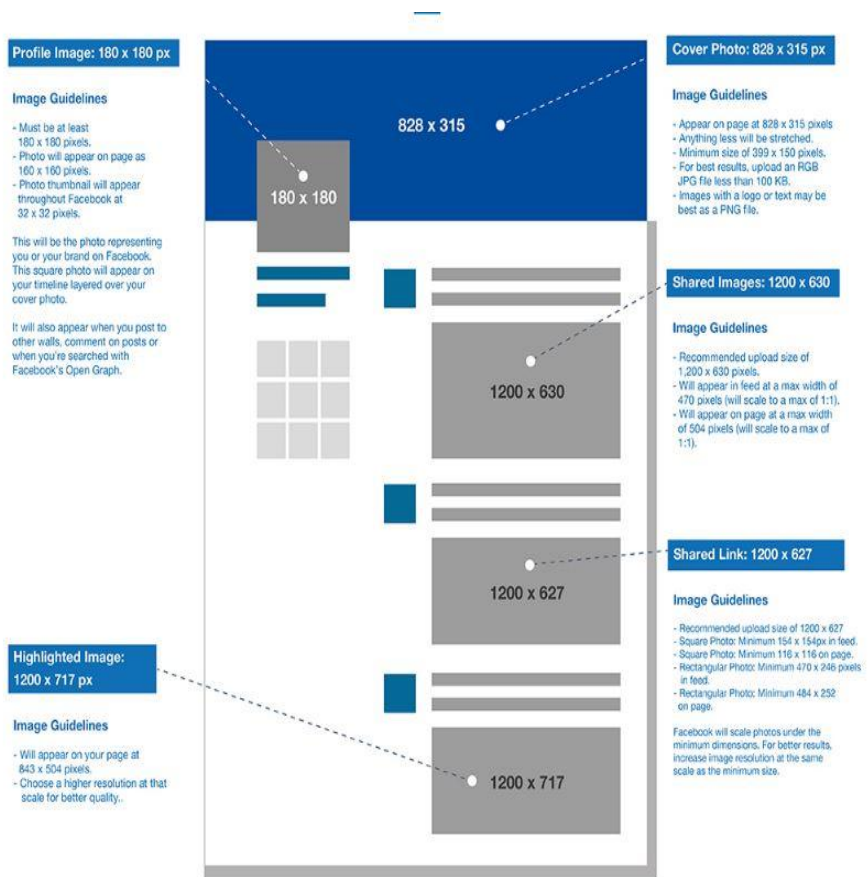 Profile Image: 180 x 180 px
Image Guidelines
- Must be at least
180 x 180 pixels.
- Photo will appear on page as
160 x 160 pixels.
- Photo thumbnail will appear
throughout Facebook at
32 x 32 pixels.
This will be the photo representing
you or your brand on Facebook.
This square photo will appear on
your timeline layered over your
cover photo.
It will also appear when you post to
other walls, comment on posts or
when you're searched with
Facebook's Open Graph.
Highlighted Image:
1200 x 717 px
Image Guidelines
- Will appear on your page at
843 x 504 pixels.
- Choose a higher resolution at that
scale for better quality..
828 x 315
180 x 180
1200 x 630
1200 x 627
1200 x 717
Cover Photo: 828 x 315 px
Image Guidelines
- Appear on page at 828 x 315 pixels
- Anything less will be stretched.
- Minimum size of 399 x 150 pixels.
- For best results, upload an RGB
JPG file less than 100 KB.
- Images with a logo or text may be
best as a PNG file.
Shared Images: 1200 x 630
Image Guidelines
- Recommended upload size of
1,200 x 630 pixels.
- Will appear in feed at a max width of
470 pixels (will scale to a max of 1:1).
- Will appear on page at a max width
of 504 pixels (will scale to a max of
1:1).
Shared Link: 1200 x 627
Image Guidelines
- Recommended upload size of 1200 x 627
- Square Photo: Minimum 154 x 154px in feed.
- Square Photo: Minimum 116 x 116 on page.
- Rectangular Photo: Minimum 470 x 246 pixels
in feed.
- Rectangular Photo: Minimum 484 x 252
on page.
Facebook will scale photos under the
minimum dimensions. For better results,
increase image resolution at the same
scale as the minimum size.